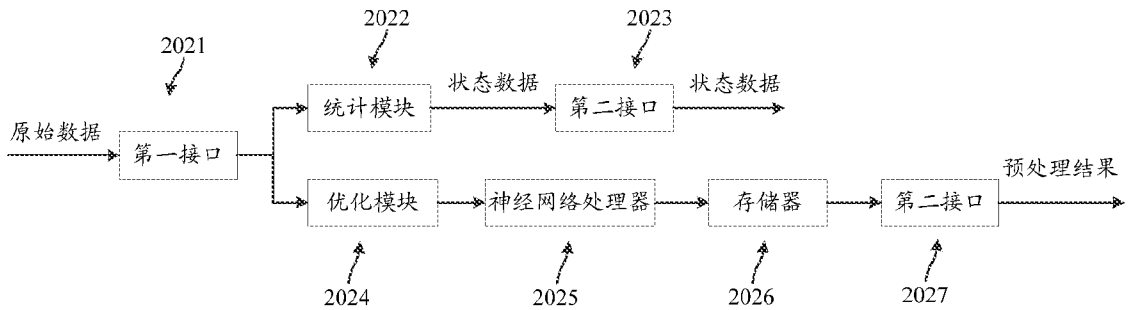 2022
2023
2021
统计模块
状态数据
第二接口
状态数据
原始数据
第一接口
预处理结果
优化模块
神经网络处理器
存储器
第二接口
2024
2025
2026
2027